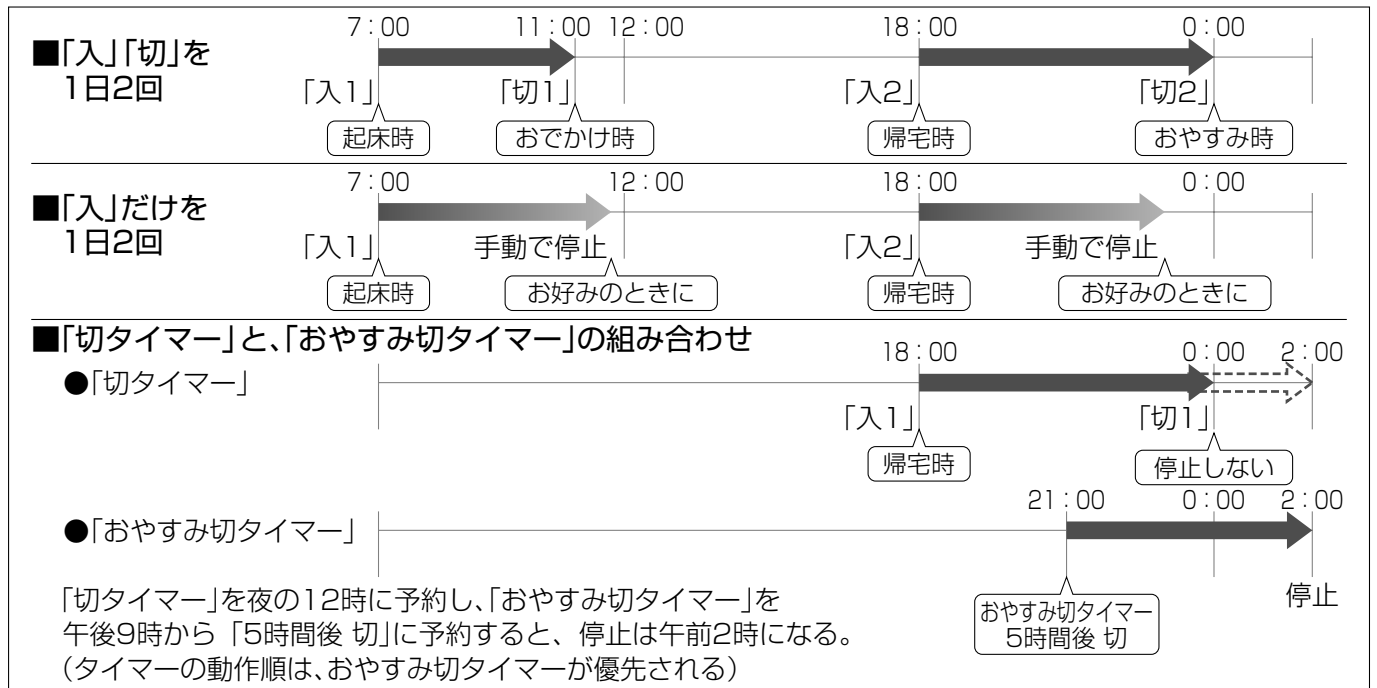 7：00 11：00 12：00 18：00 0：00
■「入」「切」を
1日2回
「入1」 「切1」 「入2」 「切2」
起床時 おでかけ時 帰宅時 おやすみ時
7：00 12：00 18：00 0：00
■「入」だけを
1日2回
「入1」 手動で停止 「入2」 手動で停止
起床時 お好みのときに 帰宅時 お好みのときに
■「切タイマー」と、「おやすみ切タイマー」の組み合わせ
18：00 0：00 2：00
●「切タイマー」
「入1」 「切1」
帰宅時 停止しない
21：00 0：00 2：00
●「おやすみ切タイマー」
停止
おやすみ切タイマー
5時間後 切
「切タイマー」を夜の12時に予約し、「おやすみ切タイマー」を
午後9時から「5時間後 切」に予約すると、停止は午前2時になる。
（タイマーの動作順は、おやすみ切タイマーが優先される）